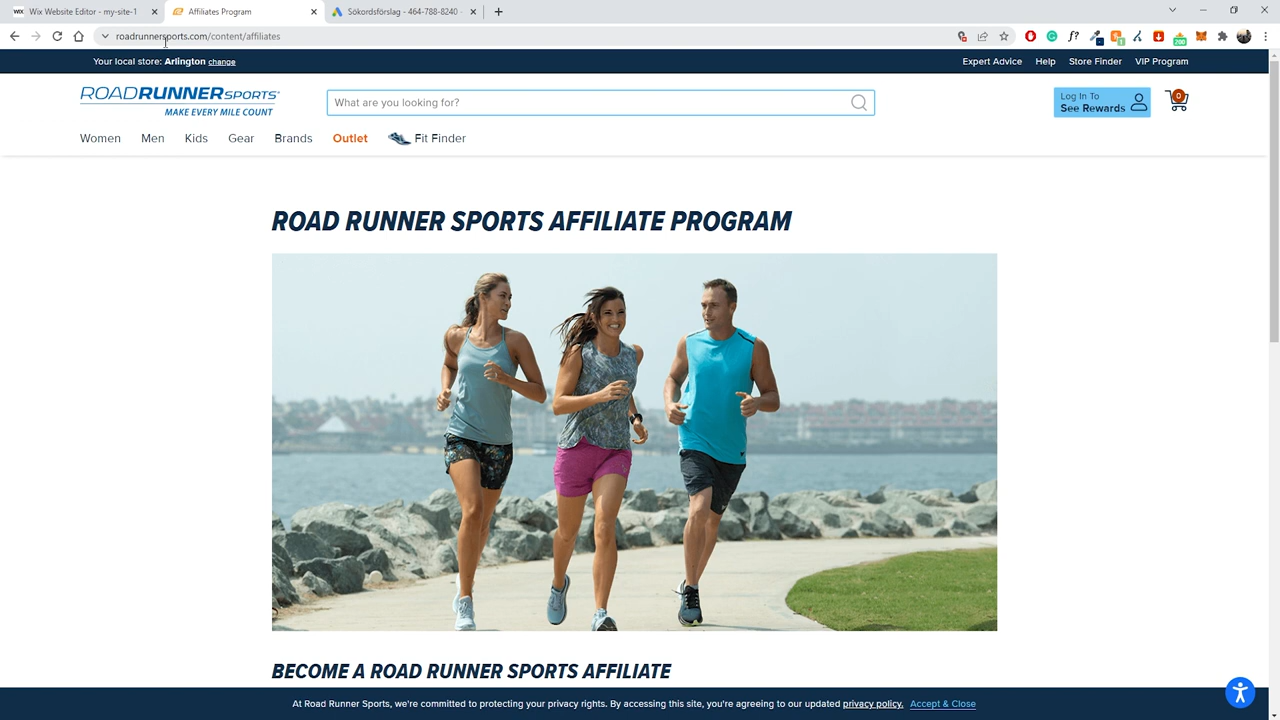 Wix Website Editor - my-site-1
Affiliates Program
Sökordsförslag - 464-788-8240 -
roadrunnersports.com/content/affiliates
200
Your local store: Arlington change
Expert Advice Help Store Finder VIP Program
ROADRUNNERSPORTS
MAKE EVERY MILE COUNT
What are you looking for?
Log In To
See Rewards
0
Women Men Kids Gear Brands Outlet Fit Finder
ROAD RUNNER SPORTS AFFILIATE PROGRAM
BECOME A ROAD RUNNER SPORTS AFFILIATE
At Road Runner Sports, we're committed to protecting your privacy rights. By accessing this site, you're agreeing to our updated privacy policy. Accept & Close